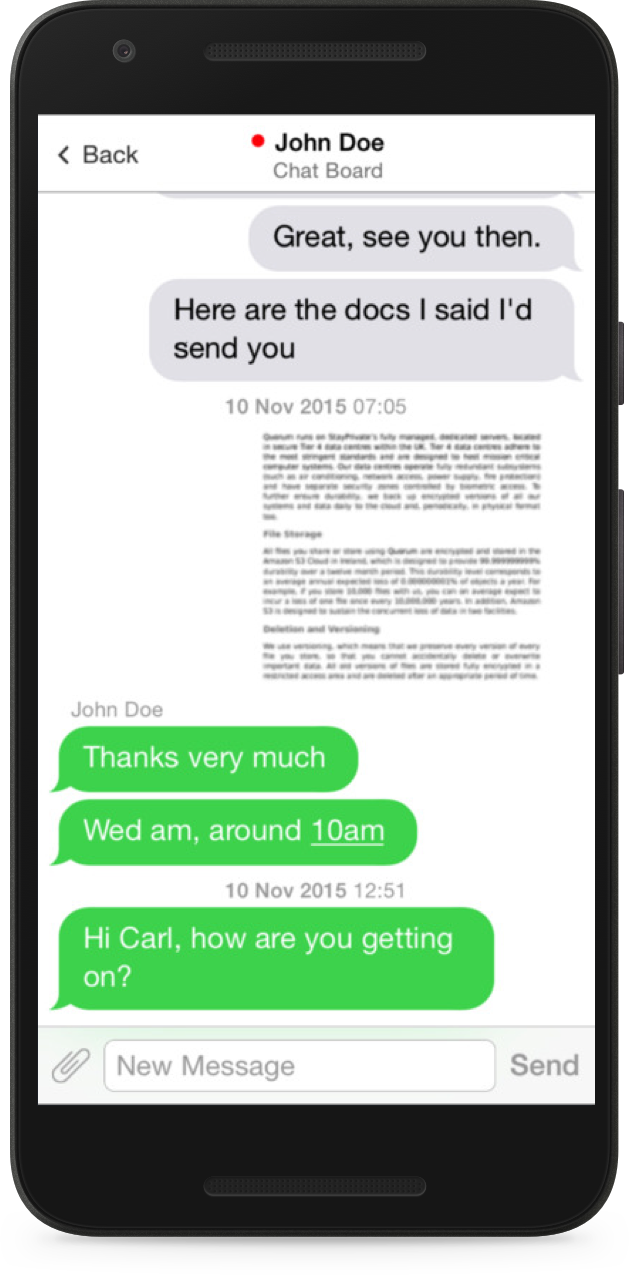 Back
John Doe
Chat Board
Great, see you then.
Here are the docs I said I'd
send you
10 Nov 2015 07:05
Quorum runs on StayPrivate's fully managed, dedicated servers, located
in secure Tier 4 data centres within the UK. Tier 4 data centres adhere to
the most stringent standards and are designed to host mission critical
computer systems. Our data centres operate fully redundant subsystems
(such as air conditioning, network access, power supply, fire protection)
and have separate security zones controlled by biometric access. To
further ensure durability, we back up encrypted versions of all our
systems and data daily to the cloud and, periodically, in physical format
too.
File Storage
All files you share or store using Quorum are encrypted and stored in the
Amazon S3 Cloud in Ireland, which is designed to provide 99.999999999%
durability over a twelve month period. This durability level corresponds to
an average annual expected loss of 0.000000001% of objects a year. For
example, if you store 10,000 files with us, you can on average expect to
incur a loss of one file once every 10,000,000 years. In addition, Amazon
S3 is designed to sustain the concurrent loss of data in two facilities.
Deletion and Versioning
We use versioning, which means that we preserve every version of every
file you store, so that you cannot accidentally delete or overwrite
important data. All old versions of files are stored fully encrypted in a
restricted access area and are deleted after an appropriate period of time.
John Doe
Thanks very much
Wed am, around 10am
10 Nov 2015 12:51
Hi Carl, how are you getting
on?
New Message
Send